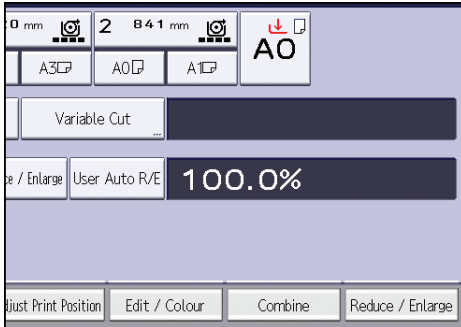 0 mm 2 841 mm
A3 A0 A1 A0
Variable Cut
...
/ Enlarge User Auto R/E 100.0%
Print Position Edit / Colour Combine Reduce / Enlarge